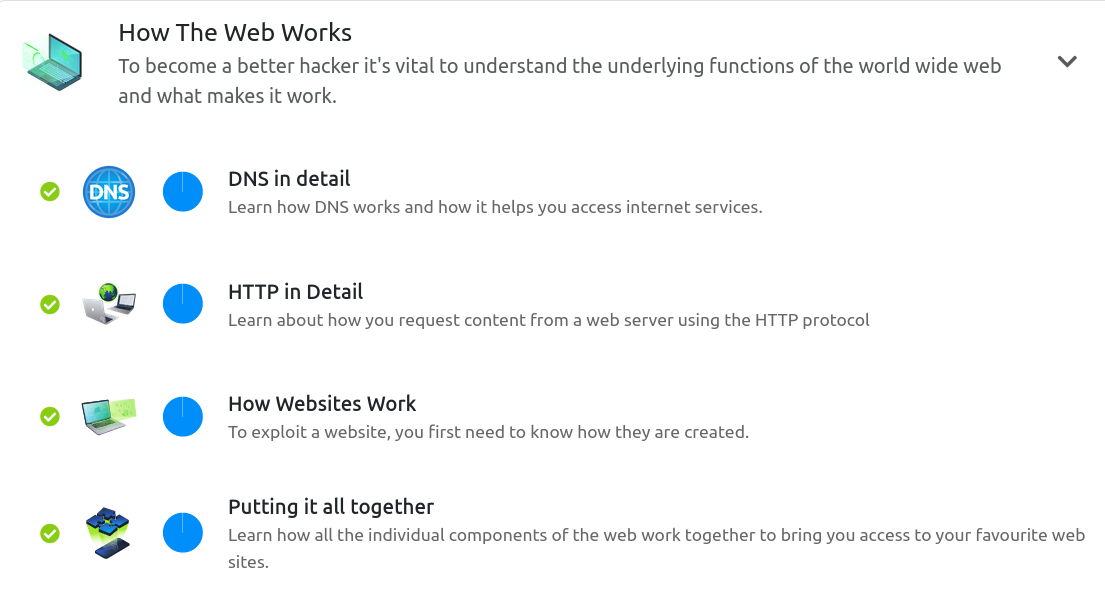 How The Web Works
To become a better hacker it's vital to understand the underlying functions of the world wide web
and what makes it work.
DNS
DNS in detail
Learn how DNS works and how it helps you access internet services.
HTTP in Detail
Learn about how you request content from a web server using the HTTP protocol
How Websites Work
To exploit a website, you first need to know how they are created.
Putting it all together
Learn how all the individual components of the web work together to bring you access to your favourite web
sites.